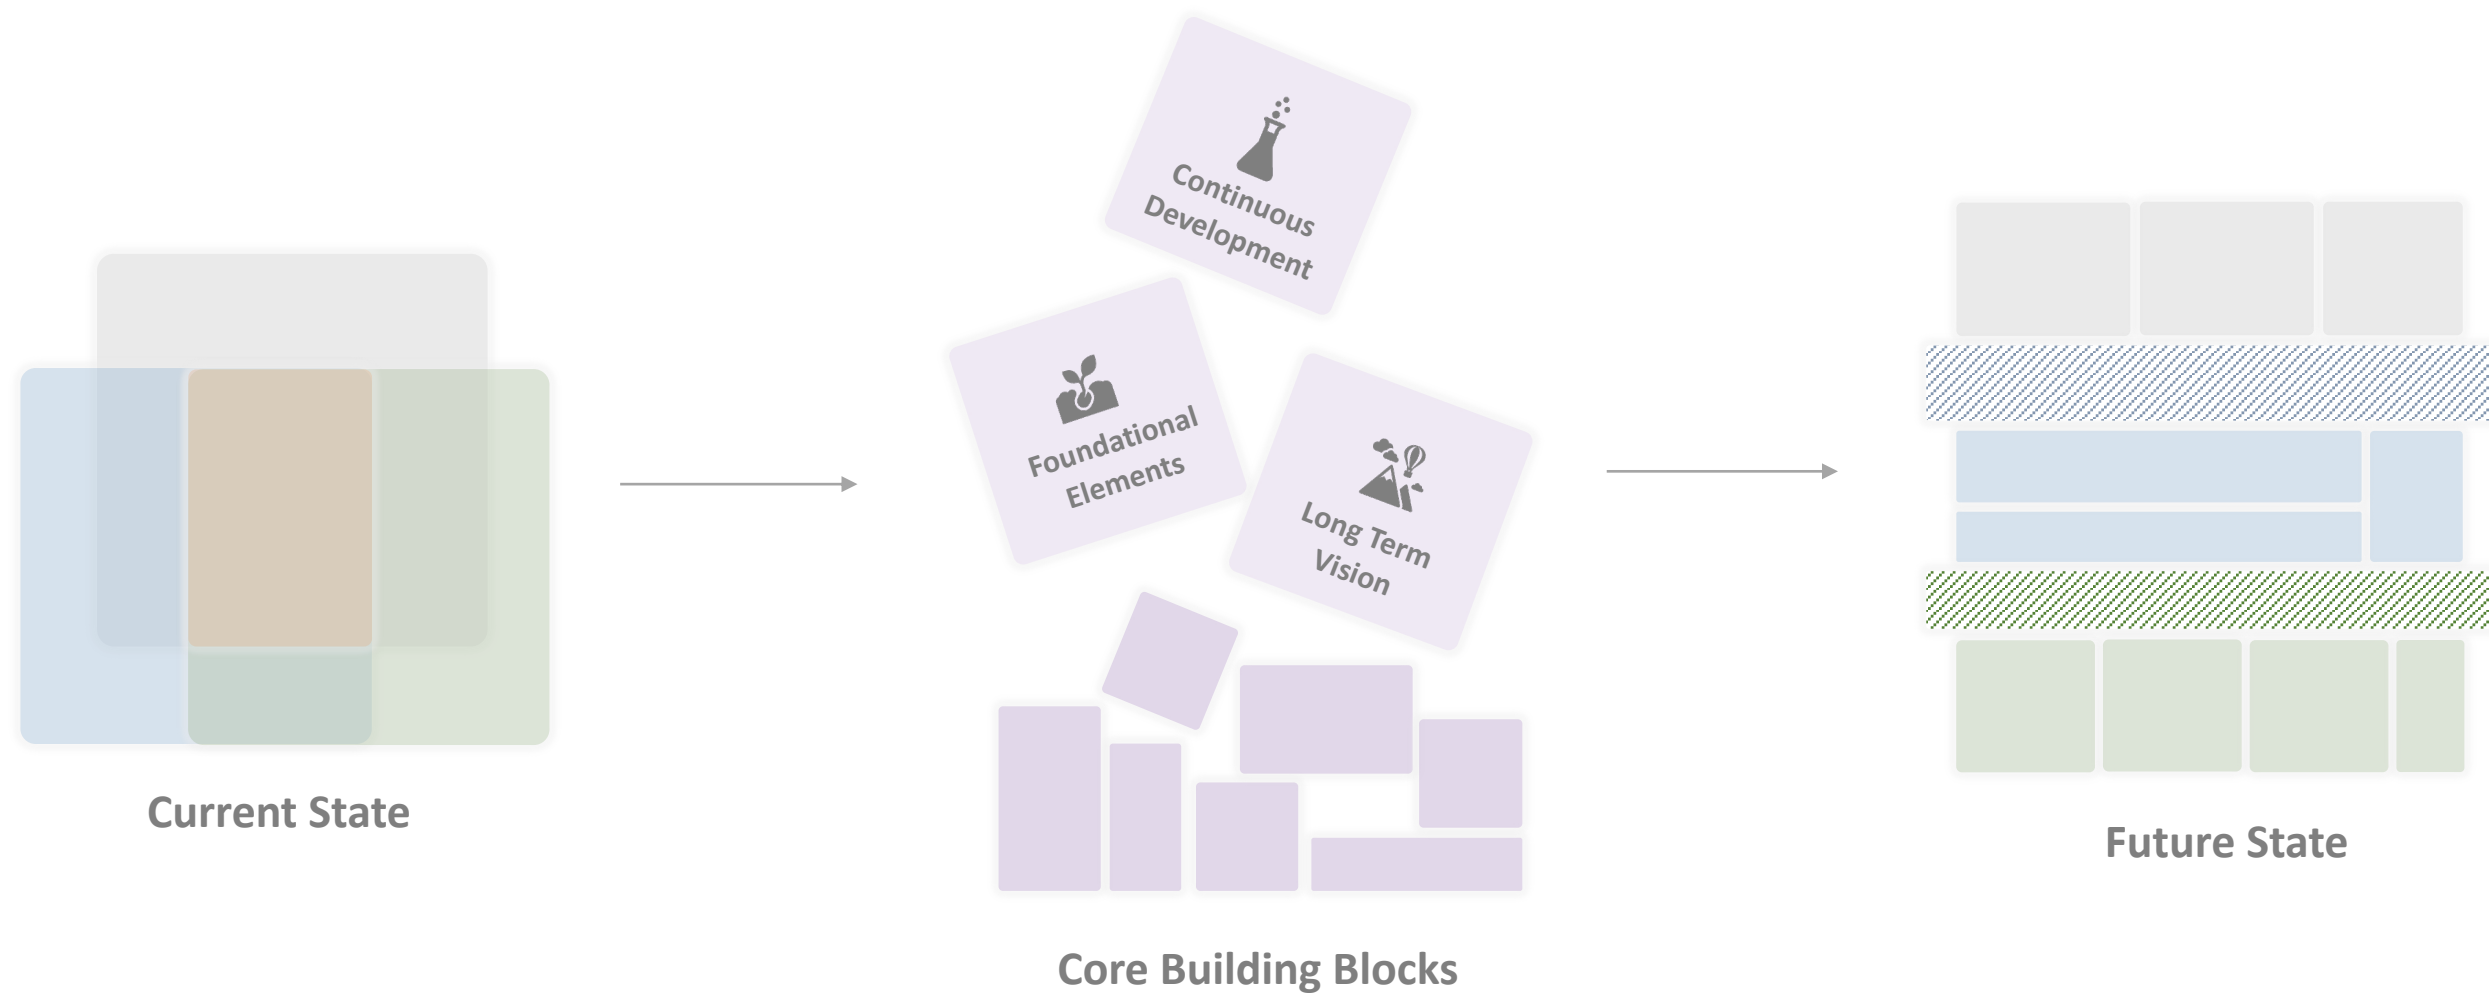 Continuous
Development
Foundational
Elements
Long Term
Vision
Current State
Core Building Blocks
Future State